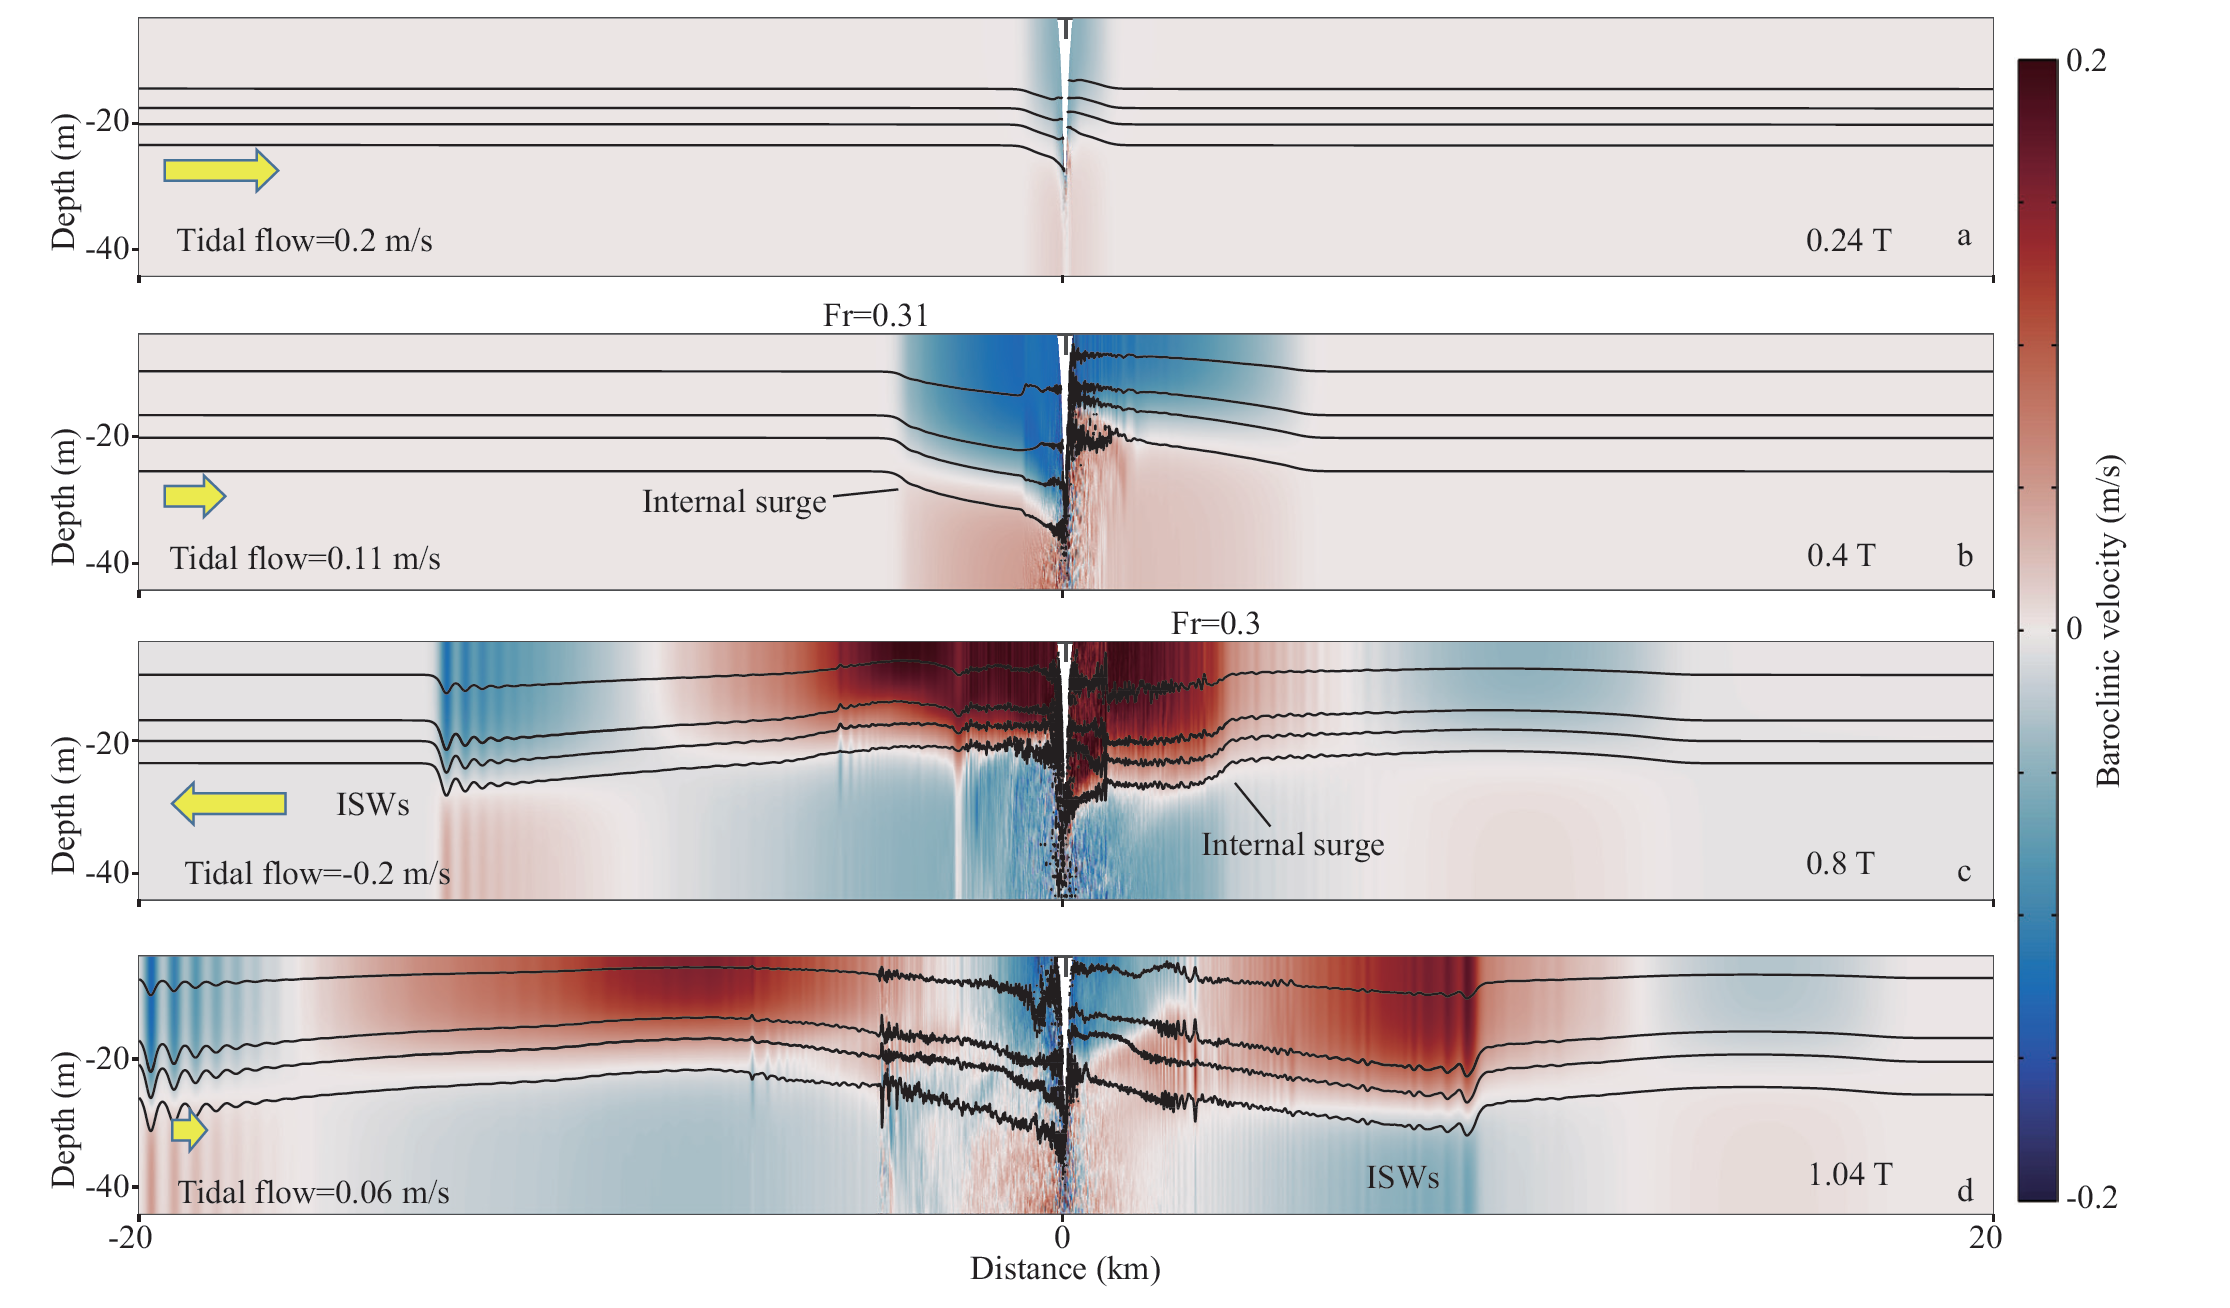 0.2
Depth (m)
-20
-40
Tidal flow=0.2 m/s
0.24 T
a
Fr=0.31
Depth (m)
-20
-40
Internal surge
Tidal flow=0.11 m/s
0.4 T
b
Baroclinic velocity (m/s)
0
Fr=0.3
Depth (m)
-20
-40
ISWs
Internal surge
Tidal flow=-0.2 m/s
0.8 T
c
Depth (m)
-20
-40
ISWs
Tidal flow=0.06 m/s
1.04 T
d
-0.2
-20
0
20
Distance (km)